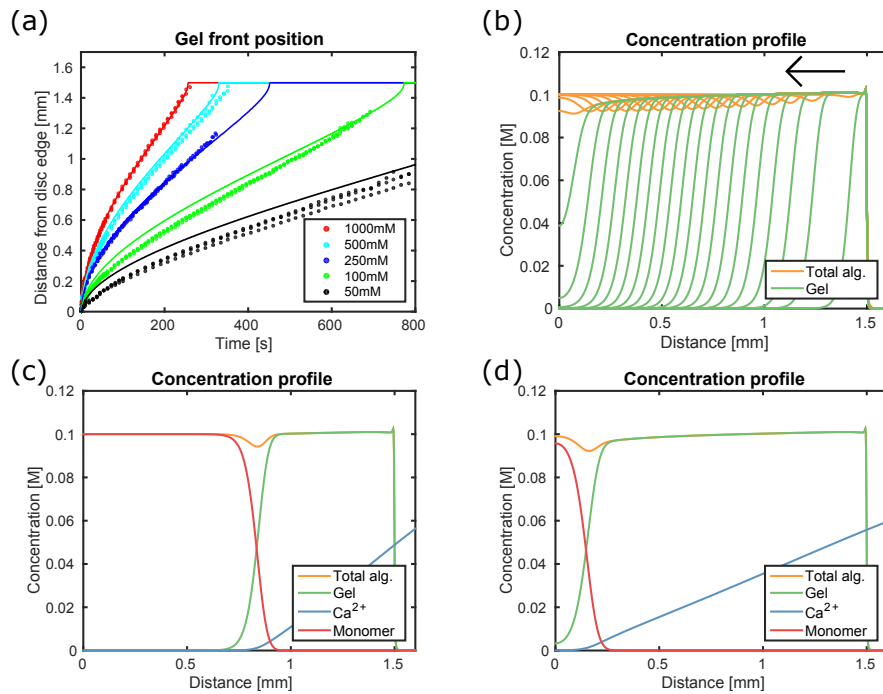 (a)
Gel front position
Distance from disc edge [mm]
1.6
1.4
1.2
1
0.8
0.6
0.4
0.2
0
0 200 400 600 800
Time [s]
1000mM
500mM
250mM
100mM
50mM
(b)
Concentration profile
Concentration [M]
0.12
0.1
0.08
0.06
0.04
0.02
0
0 0.5 1 1.5
Distance [mm]
Total alg.
Gel
(c)
Concentration profile
Concentration [M]
0.12
0.1
0.08
0.06
0.04
0.02
0
0 0.5 1 1.5
Distance [mm]
Total alg.
Gel
Ca²⁺
Monomer
(d)
Concentration profile
Concentration [M]
0.12
0.1
0.08
0.06
0.04
0.02
0
0 0.5 1 1.5
Distance [mm]
Total alg.
Gel
Ca²⁺
Monomer